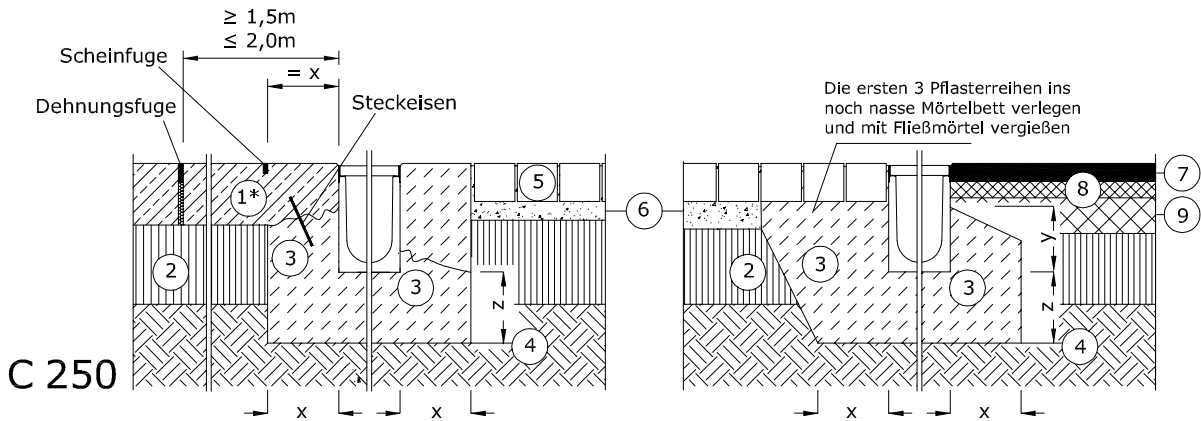 ≥ 1,5m
≤ 2,0m
Scheinfuge
= x
Dehnungsfuge
Steckeisen
Die ersten 3 Pflasterreihen ins
noch nasse Mörtelbett verlegen
und mit Fließmörtel vergießen
1*
2
3
3
5
6
z
4
2
3
3
8
7
9
y
z
4
C 250
x
x
x
x